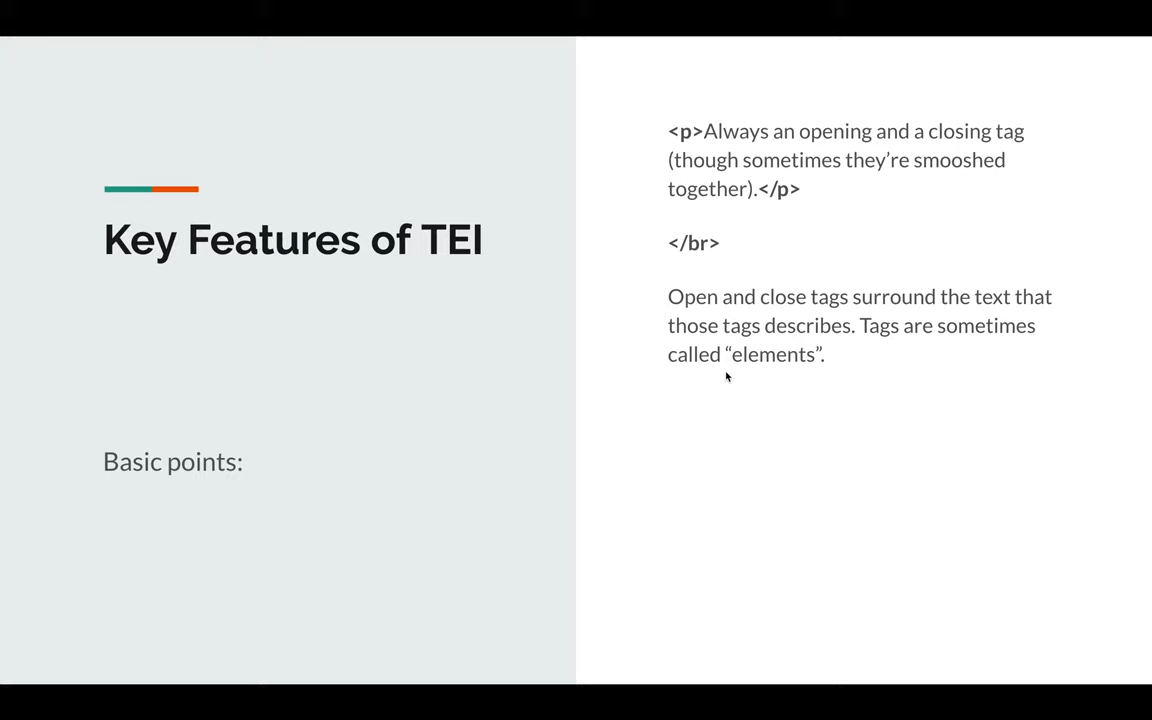 Key Features of TEI
Basic points:
<p>Always an opening and a closing tag
(though sometimes they’re smooshed
together).</p>
</br>
Open and close tags surround the text that
those tags describes. Tags are sometimes
called “elements”.